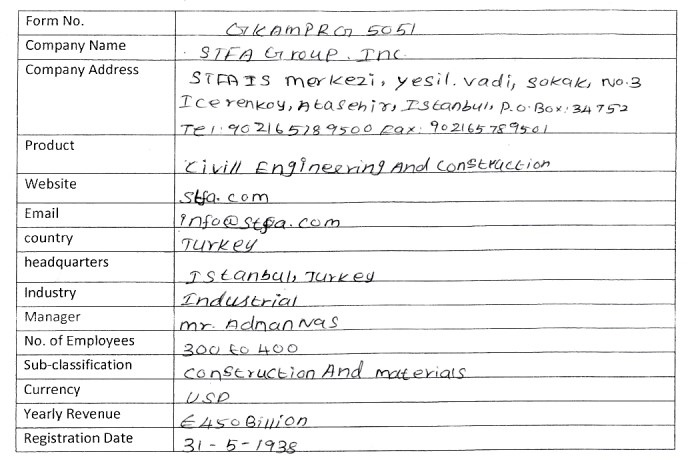 Form No. GKAMPRG 5051
Company Name STFA Group. Inc.
Company Address STFA IS merkezi, yesil. vadi, sokak, No.3
Icerenkoy, Atasehir, Istanbul, P.O.Box: 34752
Tel: 902165789500 Fax: 902165789501
Product Civill Engineering And Construction
Website stfa.com
Email info@stfa.com
country Turkey
headquarters Istanbul, Turkey
Industry Industrial
Manager mr. Adnan Nas
No. of Employees 300 to 400
Sub-classification construction And materials
Currency USD
Yearly Revenue €450 Billion
Registration Date 31-5-1938